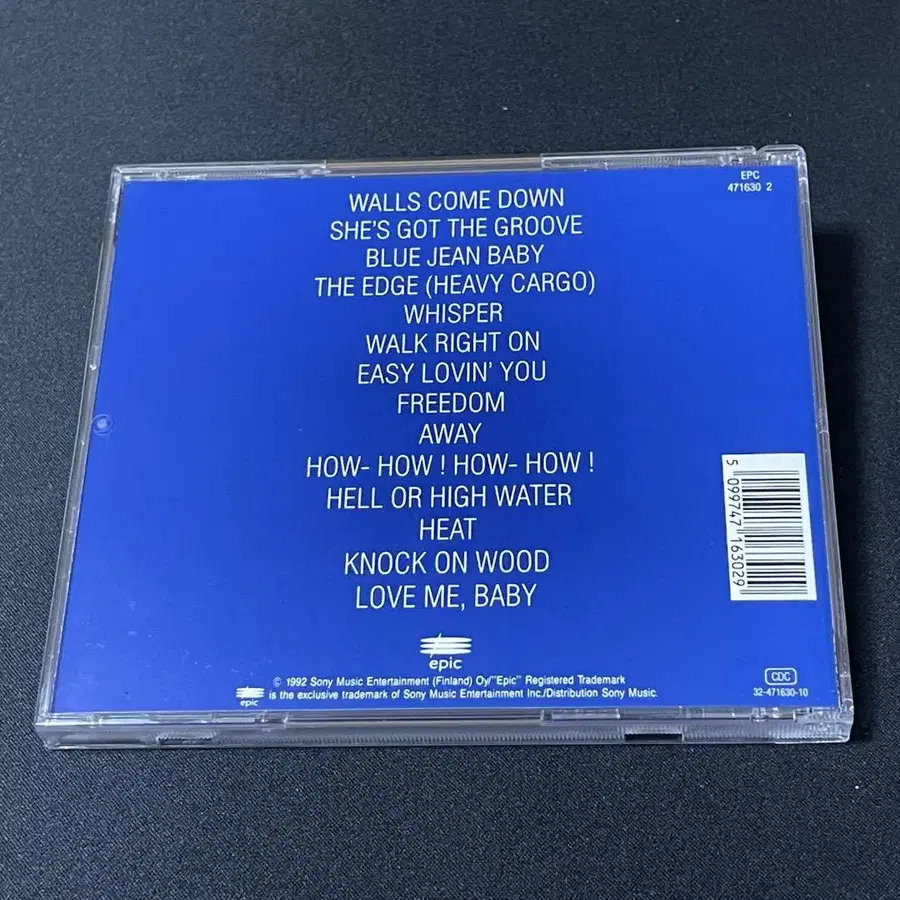 EPC
471630 2
WALLS COME DOWN
SHE'S GOT THE GROOVE
BLUE JEAN BABY
THE EDGE (HEAVY CARGO)
WHISPER
WALK RIGHT ON
EASY LOVIN' YOU
FREEDOM
AWAY
HOW- HOW ! HOW- HOW !
HELL OR HIGH WATER
HEAT
KNOCK ON WOOD
LOVE ME, BABY
5 099747 163029
epic
© 1992 Sony Music Entertainment (Finland) Oy/"Epic" Registered Trademark
epic is the exclusive trademark of Sony Music Entertainment Inc./Distribution Sony Music.
CDC
32-471630-10